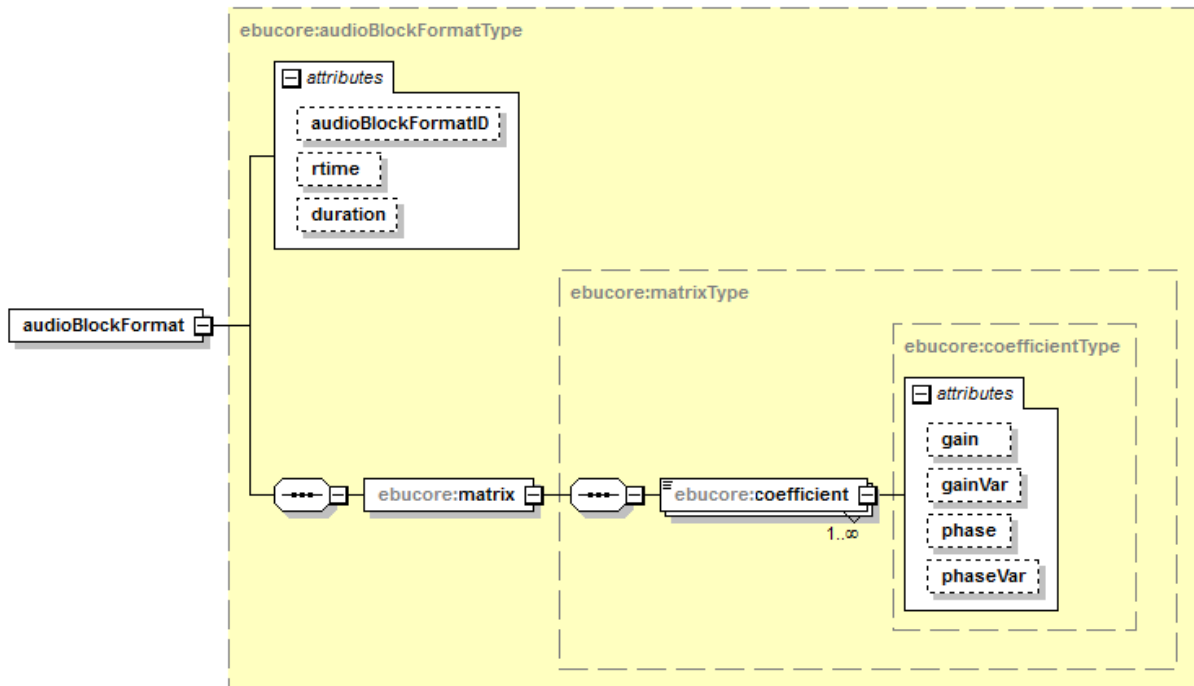 ebucore:audioBlockFormatType
attributes
audioBlockFormatID
rtime
duration
audioBlockFormat
ebucore:matrixType
ebucore:coefficientType
attributes
gain
gainVar
phase
phaseVar
ebucore:matrix
ebucore:coefficient
1..∞